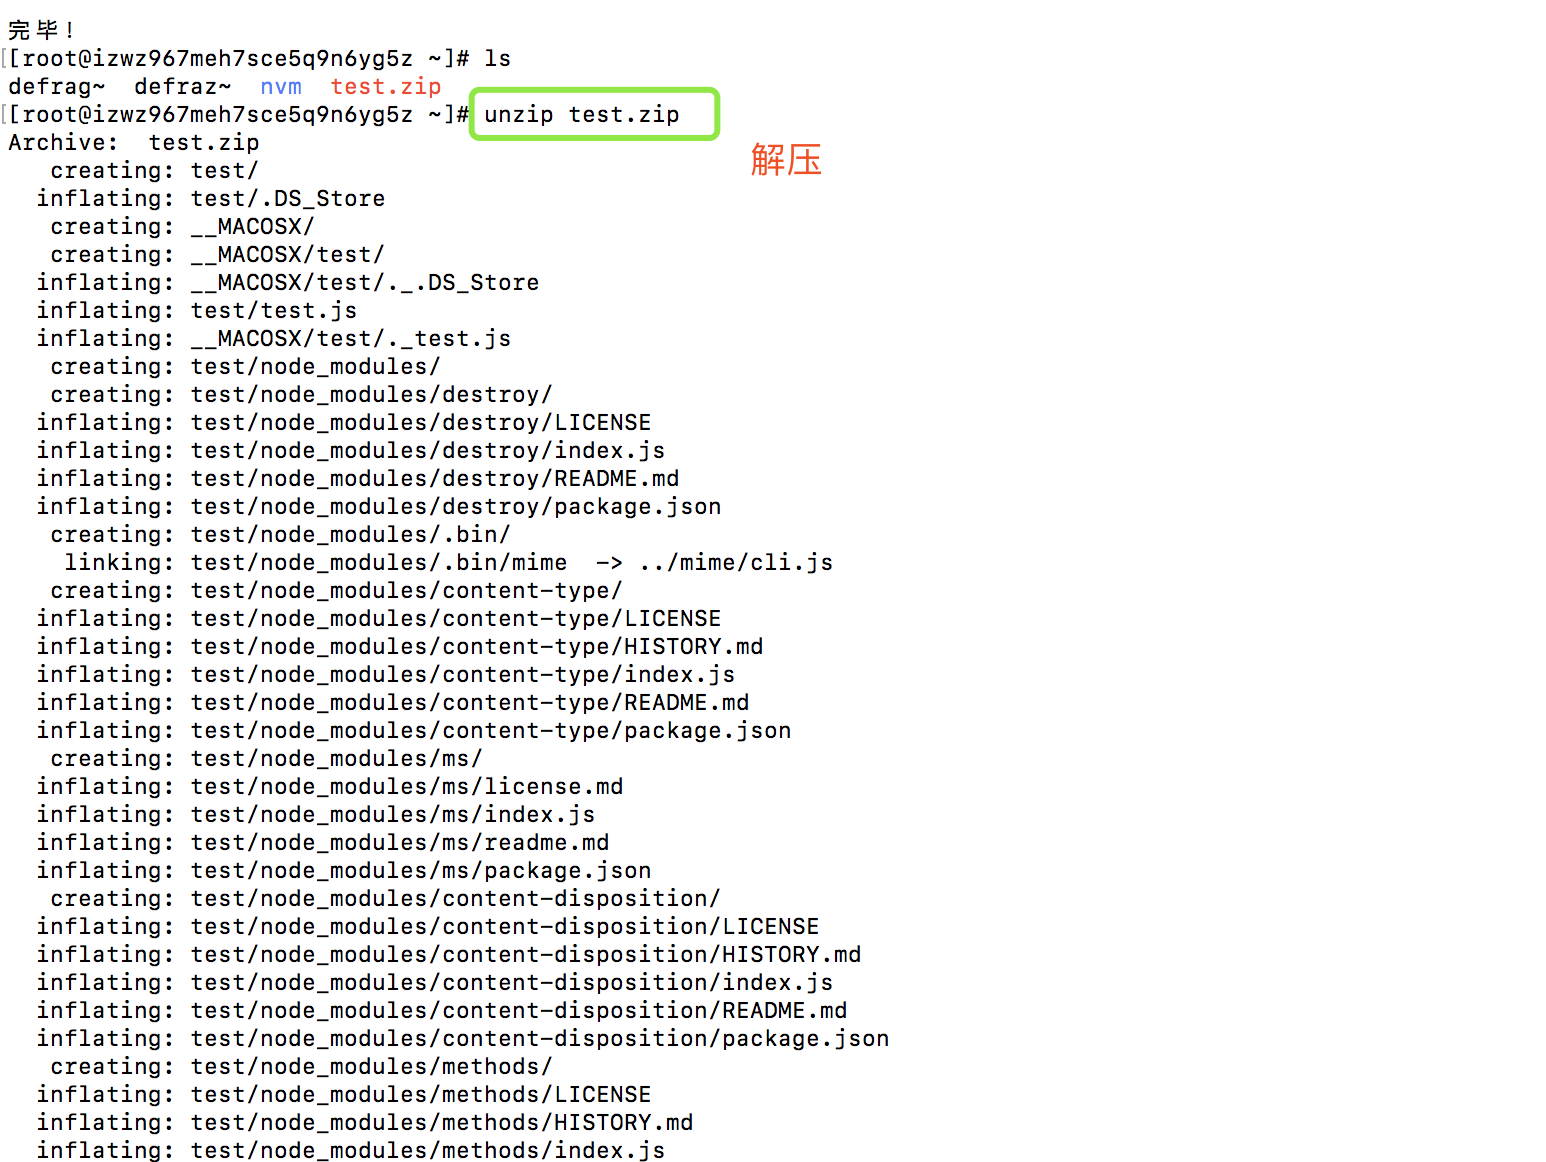 完毕!
[[root@izwz967meh7sce5q9n6yg5z ~]# ls
defrag~  defraz~  nvm  test.zip
[[root@izwz967meh7sce5q9n6yg5z ~]# unzip test.zip
Archive:  test.zip
解压
   creating: test/
  inflating: test/.DS_Store
   creating: __MACOSX/
   creating: __MACOSX/test/
  inflating: __MACOSX/test/._.DS_Store
  inflating: test/test.js
  inflating: __MACOSX/test/._test.js
   creating: test/node_modules/
   creating: test/node_modules/destroy/
  inflating: test/node_modules/destroy/LICENSE
  inflating: test/node_modules/destroy/index.js
  inflating: test/node_modules/destroy/README.md
  inflating: test/node_modules/destroy/package.json
   creating: test/node_modules/.bin/
    linking: test/node_modules/.bin/mime  -> ../mime/cli.js
   creating: test/node_modules/content-type/
  inflating: test/node_modules/content-type/LICENSE
  inflating: test/node_modules/content-type/HISTORY.md
  inflating: test/node_modules/content-type/index.js
  inflating: test/node_modules/content-type/README.md
  inflating: test/node_modules/content-type/package.json
   creating: test/node_modules/ms/
  inflating: test/node_modules/ms/license.md
  inflating: test/node_modules/ms/index.js
  inflating: test/node_modules/ms/readme.md
  inflating: test/node_modules/ms/package.json
   creating: test/node_modules/content-disposition/
  inflating: test/node_modules/content-disposition/LICENSE
  inflating: test/node_modules/content-disposition/HISTORY.md
  inflating: test/node_modules/content-disposition/index.js
  inflating: test/node_modules/content-disposition/README.md
  inflating: test/node_modules/content-disposition/package.json
   creating: test/node_modules/methods/
  inflating: test/node_modules/methods/LICENSE
  inflating: test/node_modules/methods/HISTORY.md
  inflating: test/node_modules/methods/index.js